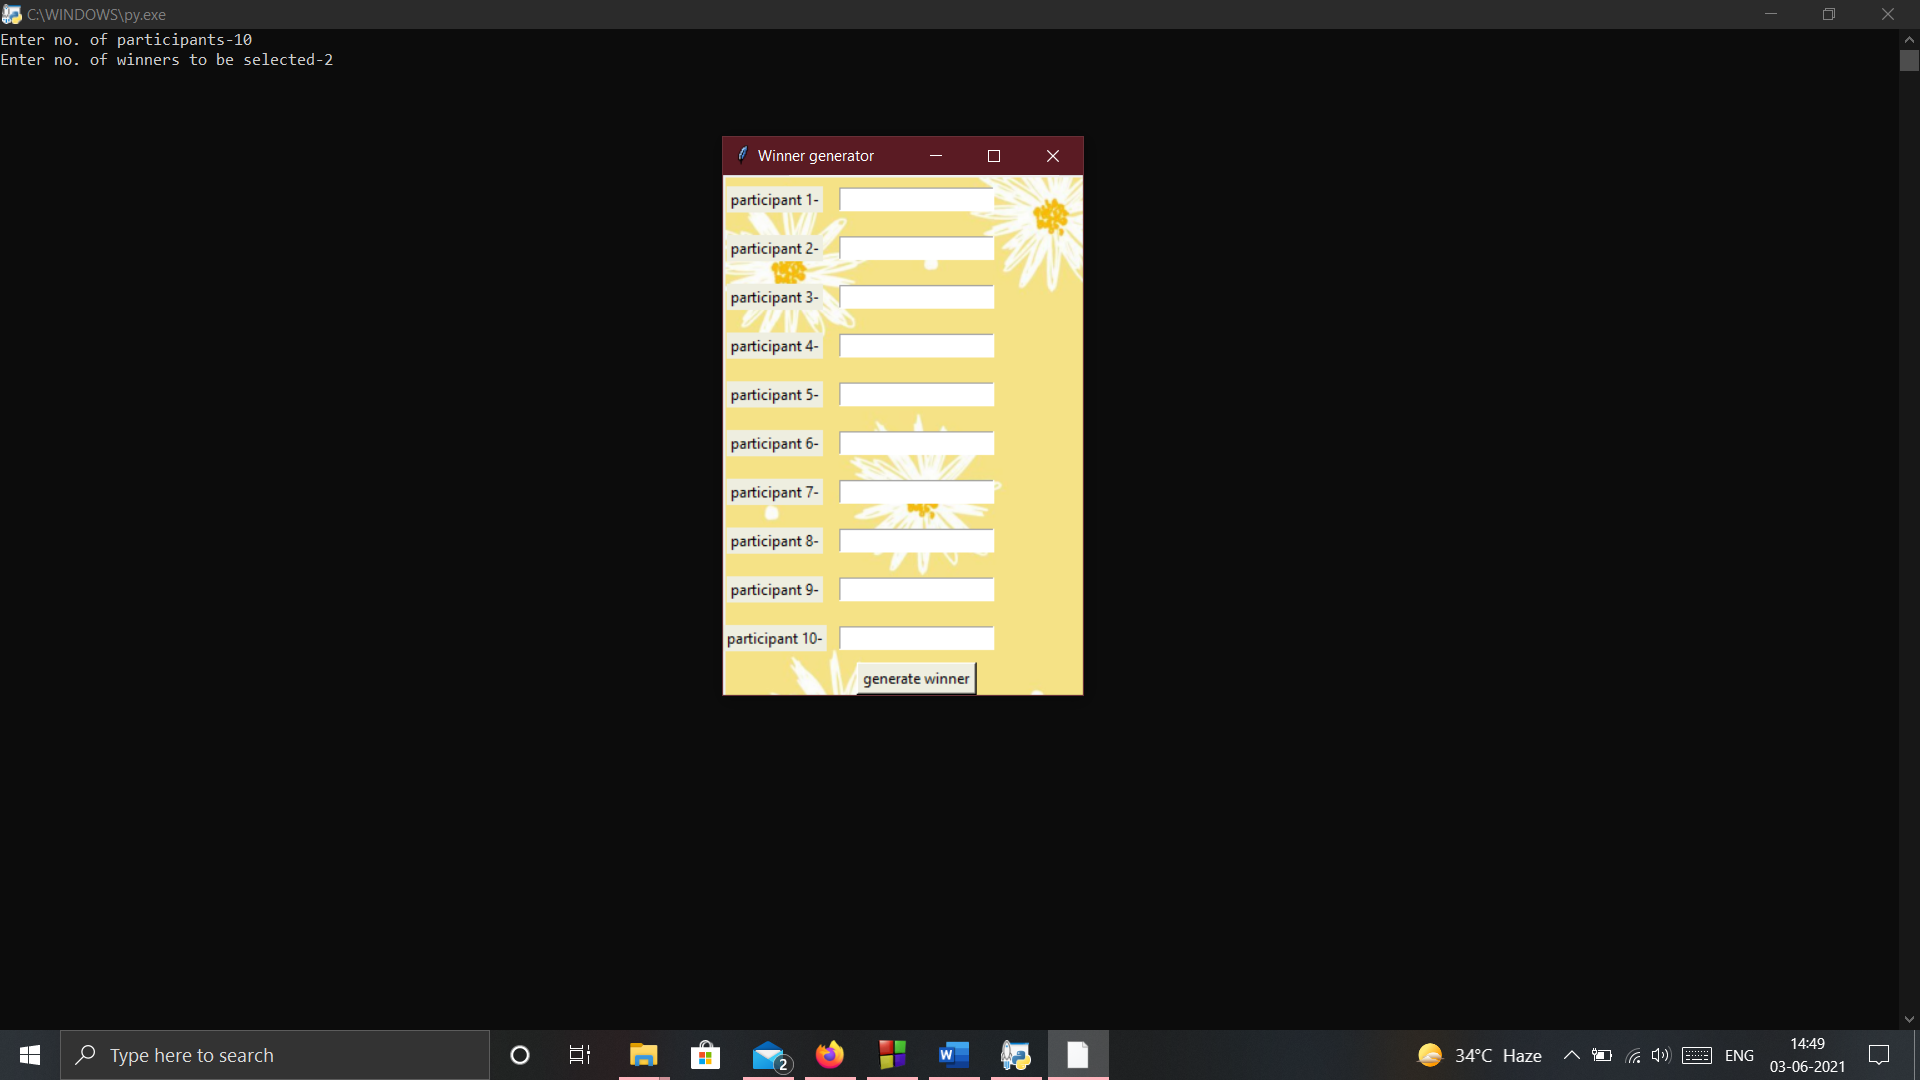 C:\WINDOWS\py.exe
Enter no. of participants-10
Enter no. of winners to be selected-2
Winner generator
participant 1-
participant 2-
participant 3-
participant 4-
participant 5-
participant 6-
participant 7-
participant 8-
participant 9-
participant 10-
generate winner
Type here to search
2
W
34°C Haze
ENG
14:49
03-06-2021